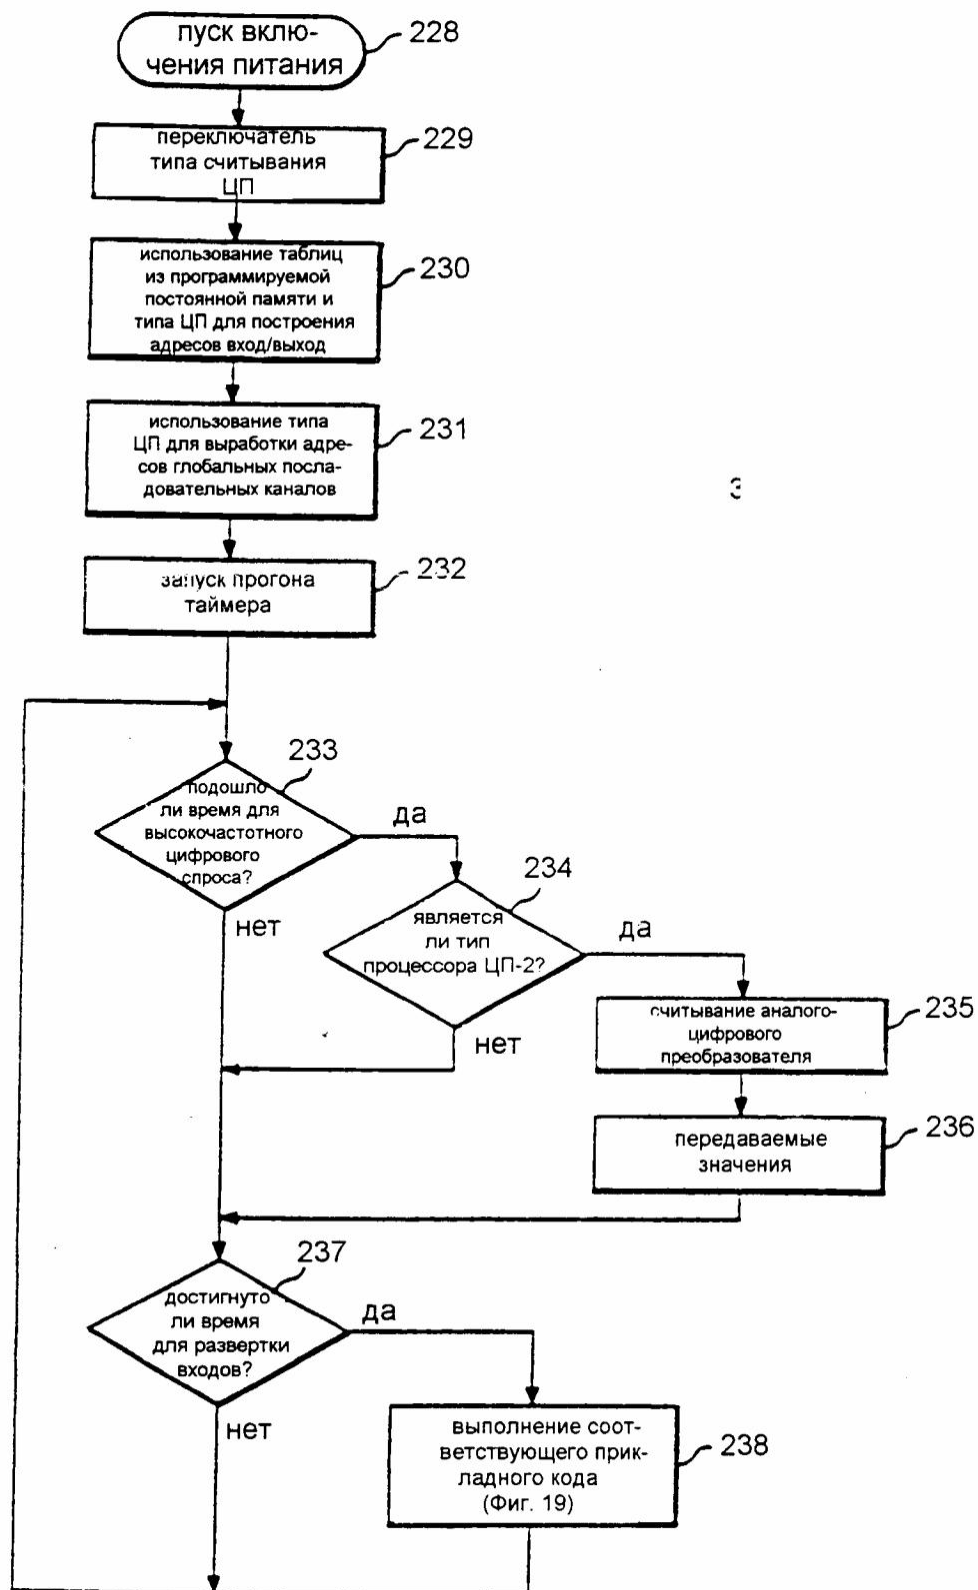 пуск вклю-
чения питания
228
переключатель
типа считывания
ЦП
229
использование таблиц
из программируемой
постоянной памяти и
типа ЦП для построения
адресов вход/выход
230
использование типа
ЦП для выработки адре-
сов глобальных посла-
довательных каналов
231
запуск прогона
таймера
232
233
подошло
ли время для
высокочастотного
цифрового
спроса?
да
нет
234
является
ли тип
процессора ЦП-2?
да
нет
считывание аналого-
цифрового
преобразователя
235
передаваемые
значения
236
237
достигнуто
ли время
для развертки
входов?
да
нет
выполнение соот-
ветствующего прик-
ладного кода
(Фиг. 19)
238